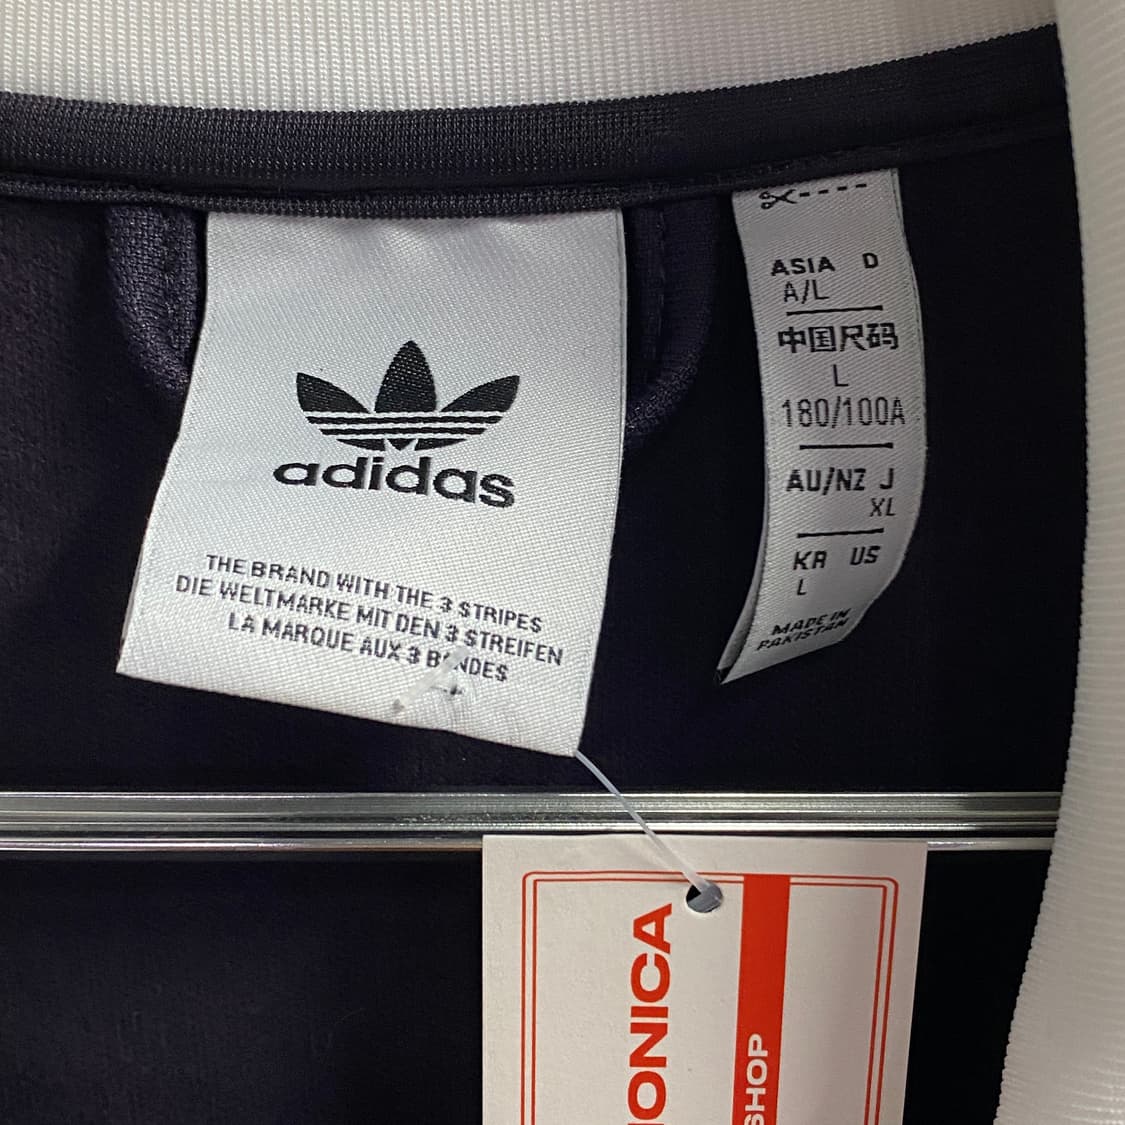 adidas
THE BRAND WITH THE 3 STRIPES
DIE WELTMARKE MIT DEN 3 STREIFEN
LA MARQUE AUX 3 BANDES
ASIA D
A/L
中国尺码
L
180/100A
AU/NZ J
XL
KR US
L
MADE IN
PAKISTAN
ONICA
SHOP